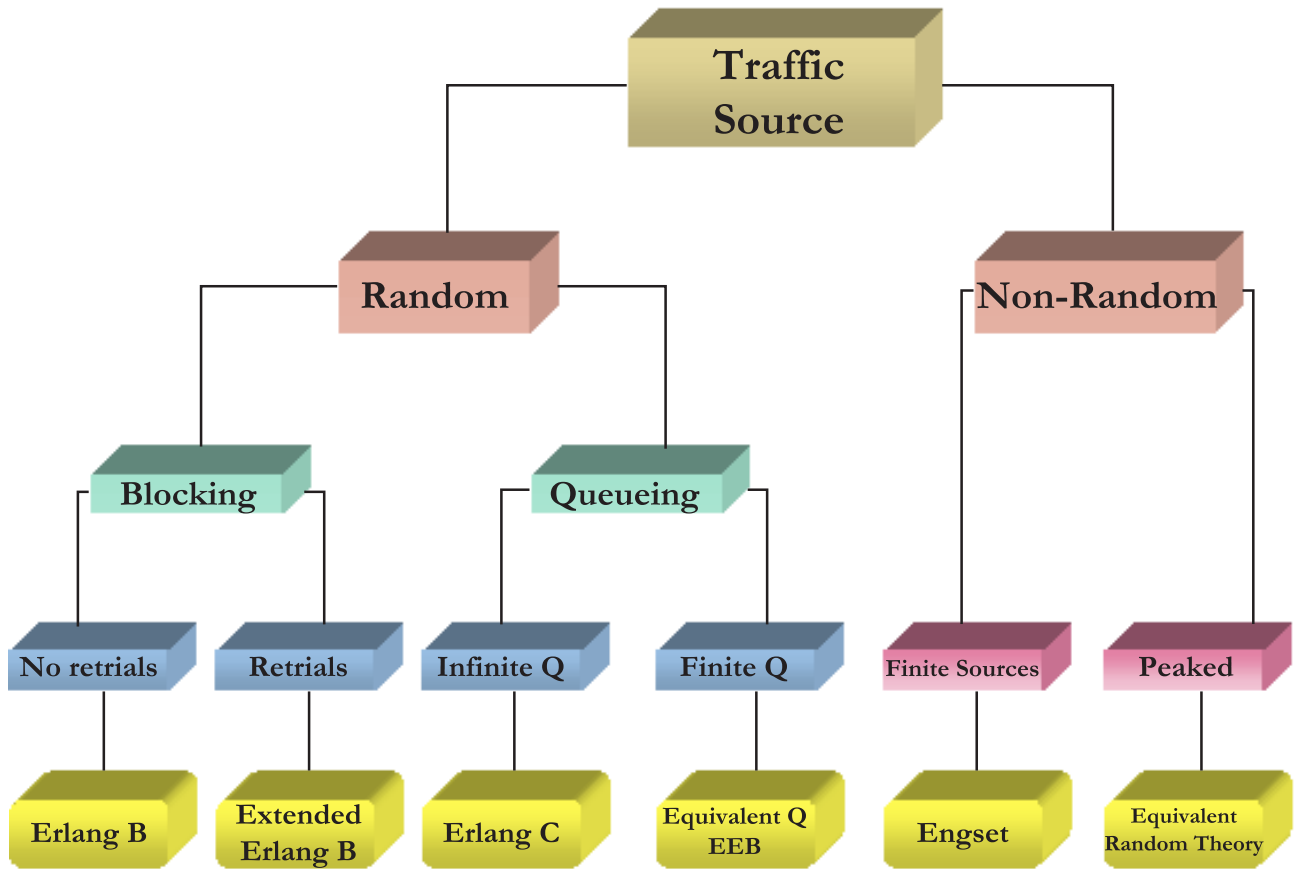 Traffic
Source
Random
Non-Random
Blocking
Queueing
No retrials
Retrials
Infinite Q
Finite Q
Finite Sources
Peaked
Erlang B
Extended
Erlang B
Erlang C
Equivalent Q
EEB
Engset
Equivalent
Random Theory